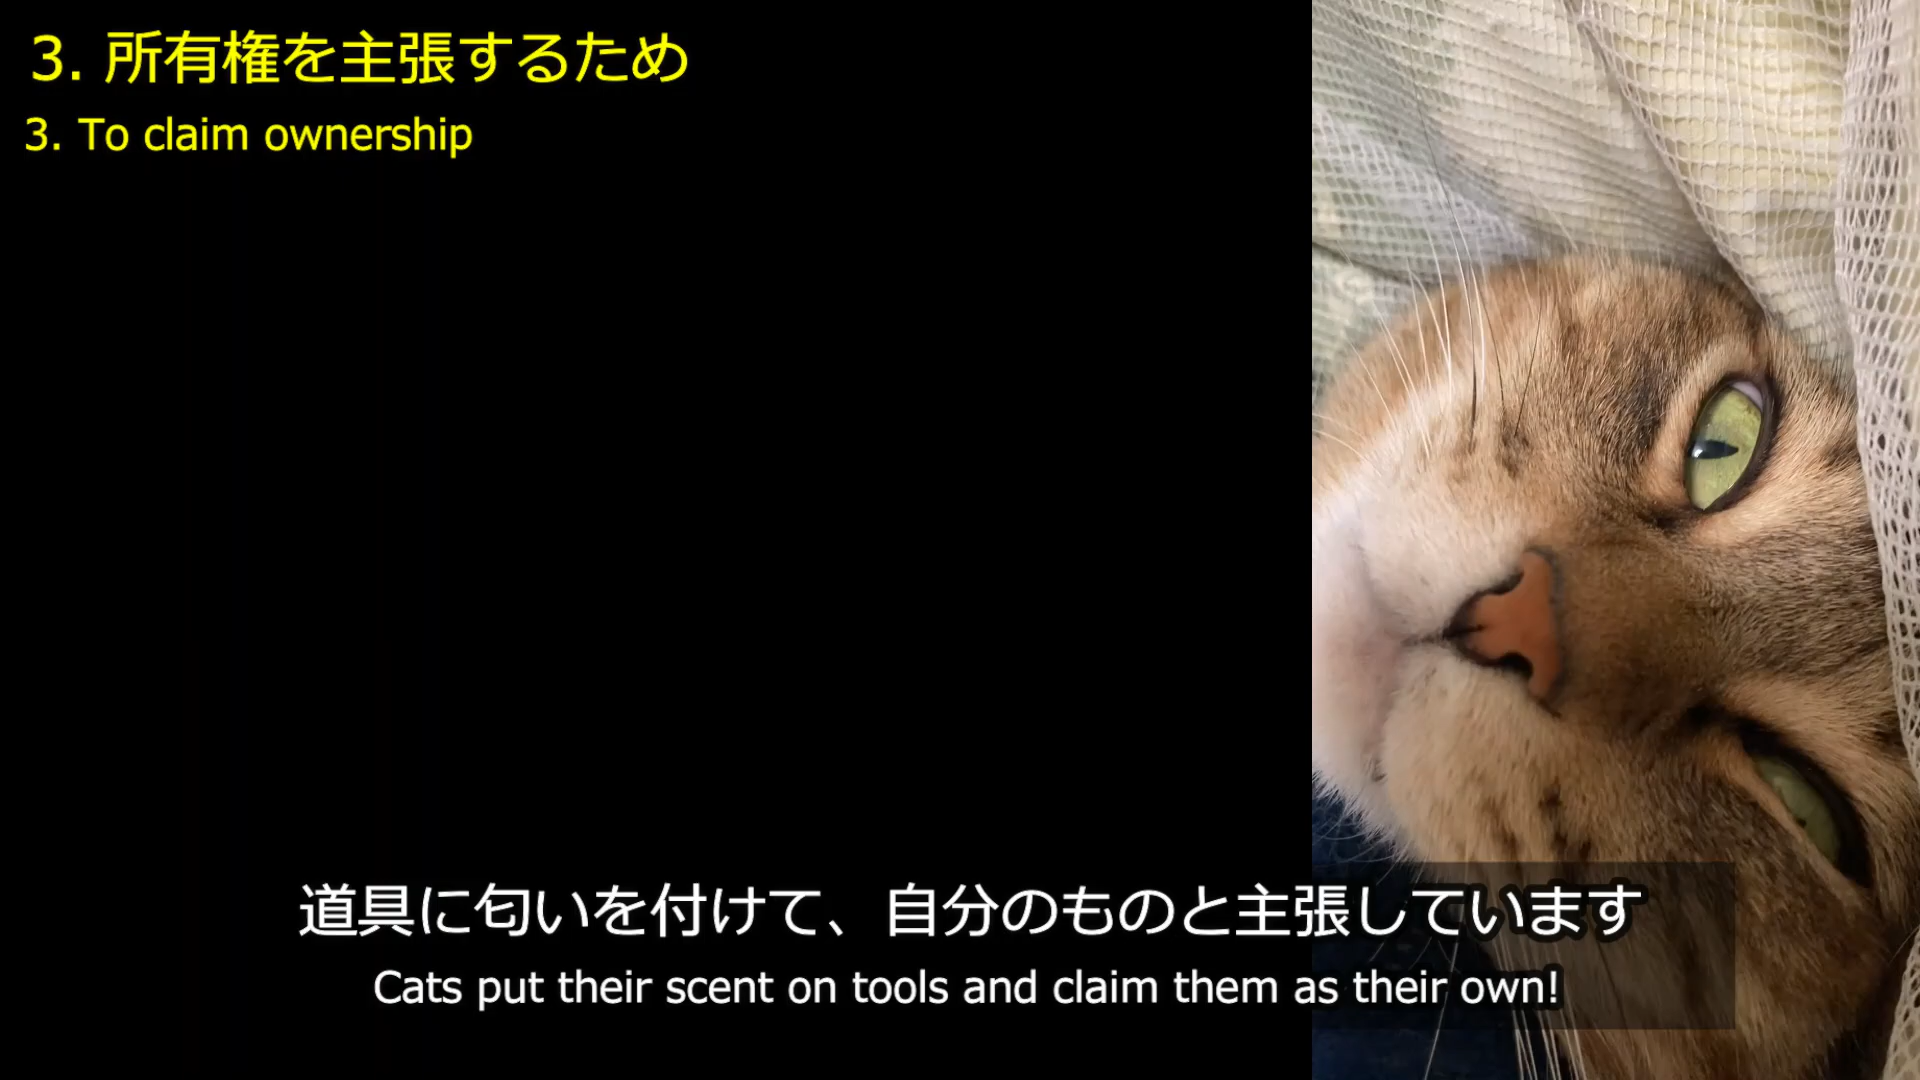 3. 所有権を主張するため
3. To claim ownership
道具に匂いを付けて、自分のものと主張しています
Cats put their scent on tools and claim them as their own!